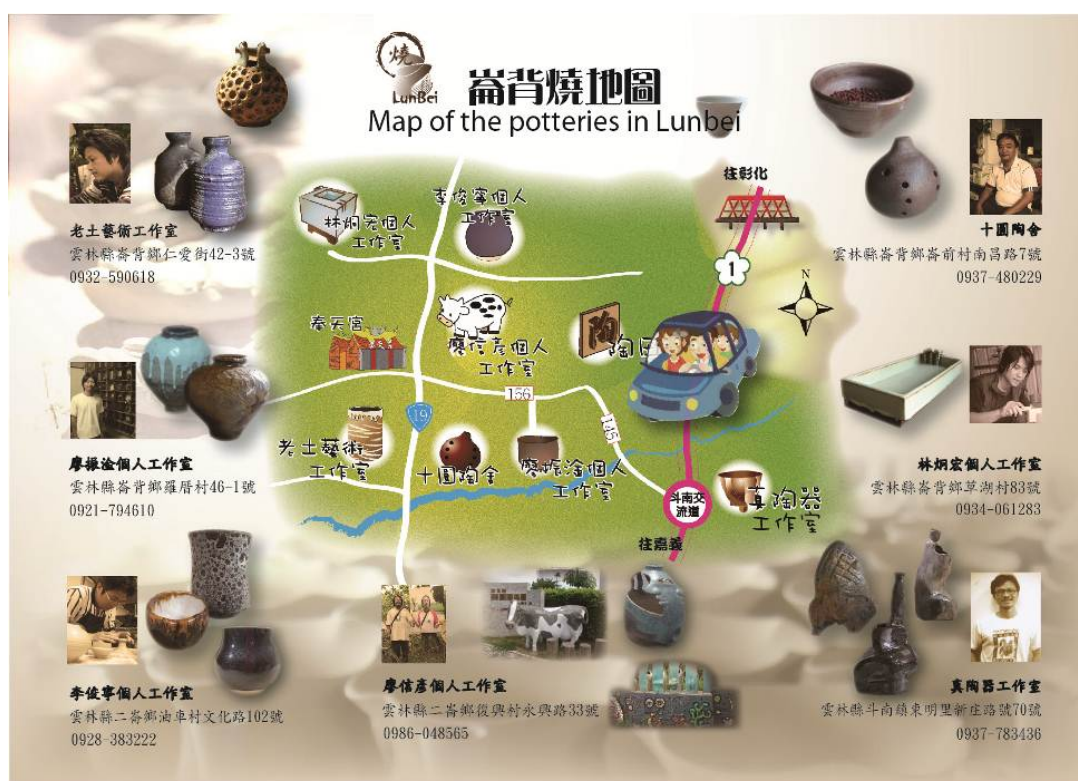 燒
LunBei
崙背燒地圖
Map of the potteries in Lunbei
老土藝術工作室
雲林縣崙背鄉仁愛街42-3號
0932-590618
十圓陶舍
雲林縣崙背鄉崙前村南昌路7號
0937-480229
往彰化
1
N
李俊寧個人
工作室
林炯宏個人
工作室
奉天宮
廖信彥個人
工作室
陶
陶
156
19
145
老土藝術
工作室
十圓陶舍
廖振淦個人
工作室
斗南交
流道
真陶器
工作室
往嘉義
廖振淦個人工作室
雲林縣崙背鄉羅厝村46-1號
0921-794610
林炳宏個人工作室
雲林縣崙背鄉草湖村83號
0934-061283
李俊寧個人工作室
雲林縣二崙鄉油車村文化路102號
0928-383222
廖信彥個人工作室
雲林縣二崙鄉復興村永興路33號
0986-048565
真陶器工作室
雲林縣斗南鎮東明里新庄路號70號
0937-783436